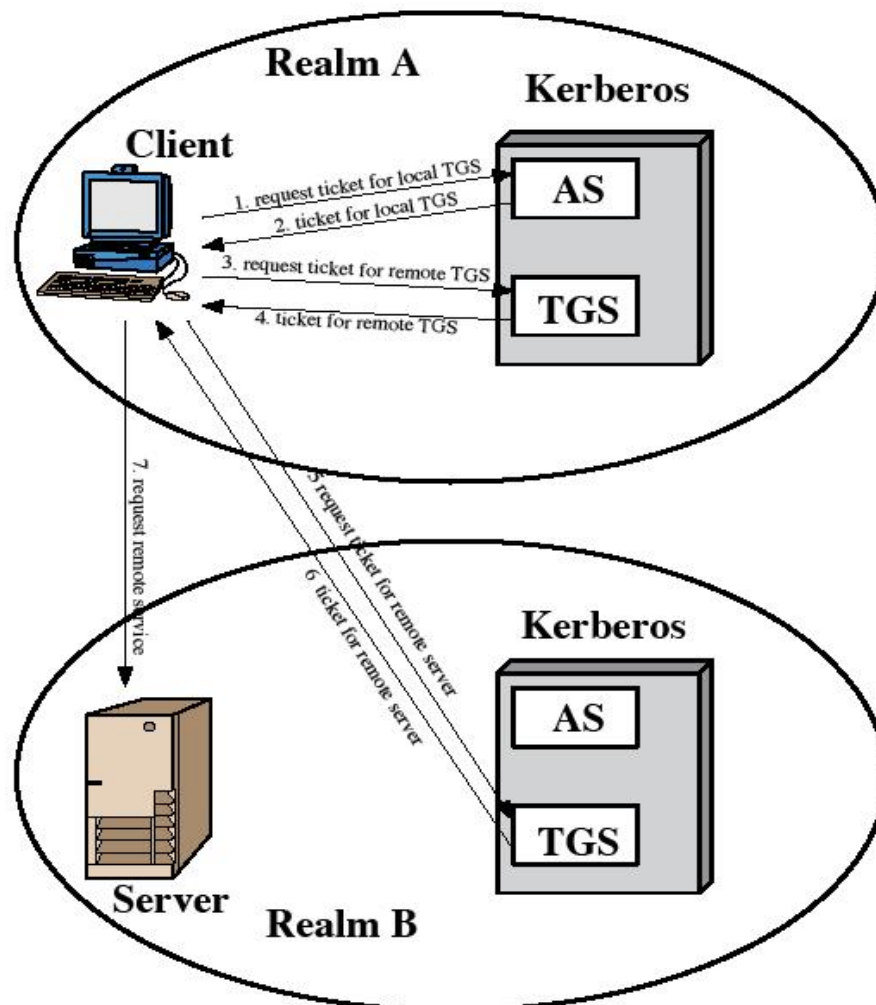 Realm A
Kerberos
Client
AS
TGS
1. request ticket for local TGS
2. ticket for local TGS
3. request ticket for remote TGS
4. ticket for remote TGS
5 request ticket for remote server
6 ticket for remote server
7. request remote service
Kerberos
AS
TGS
Server
Realm B